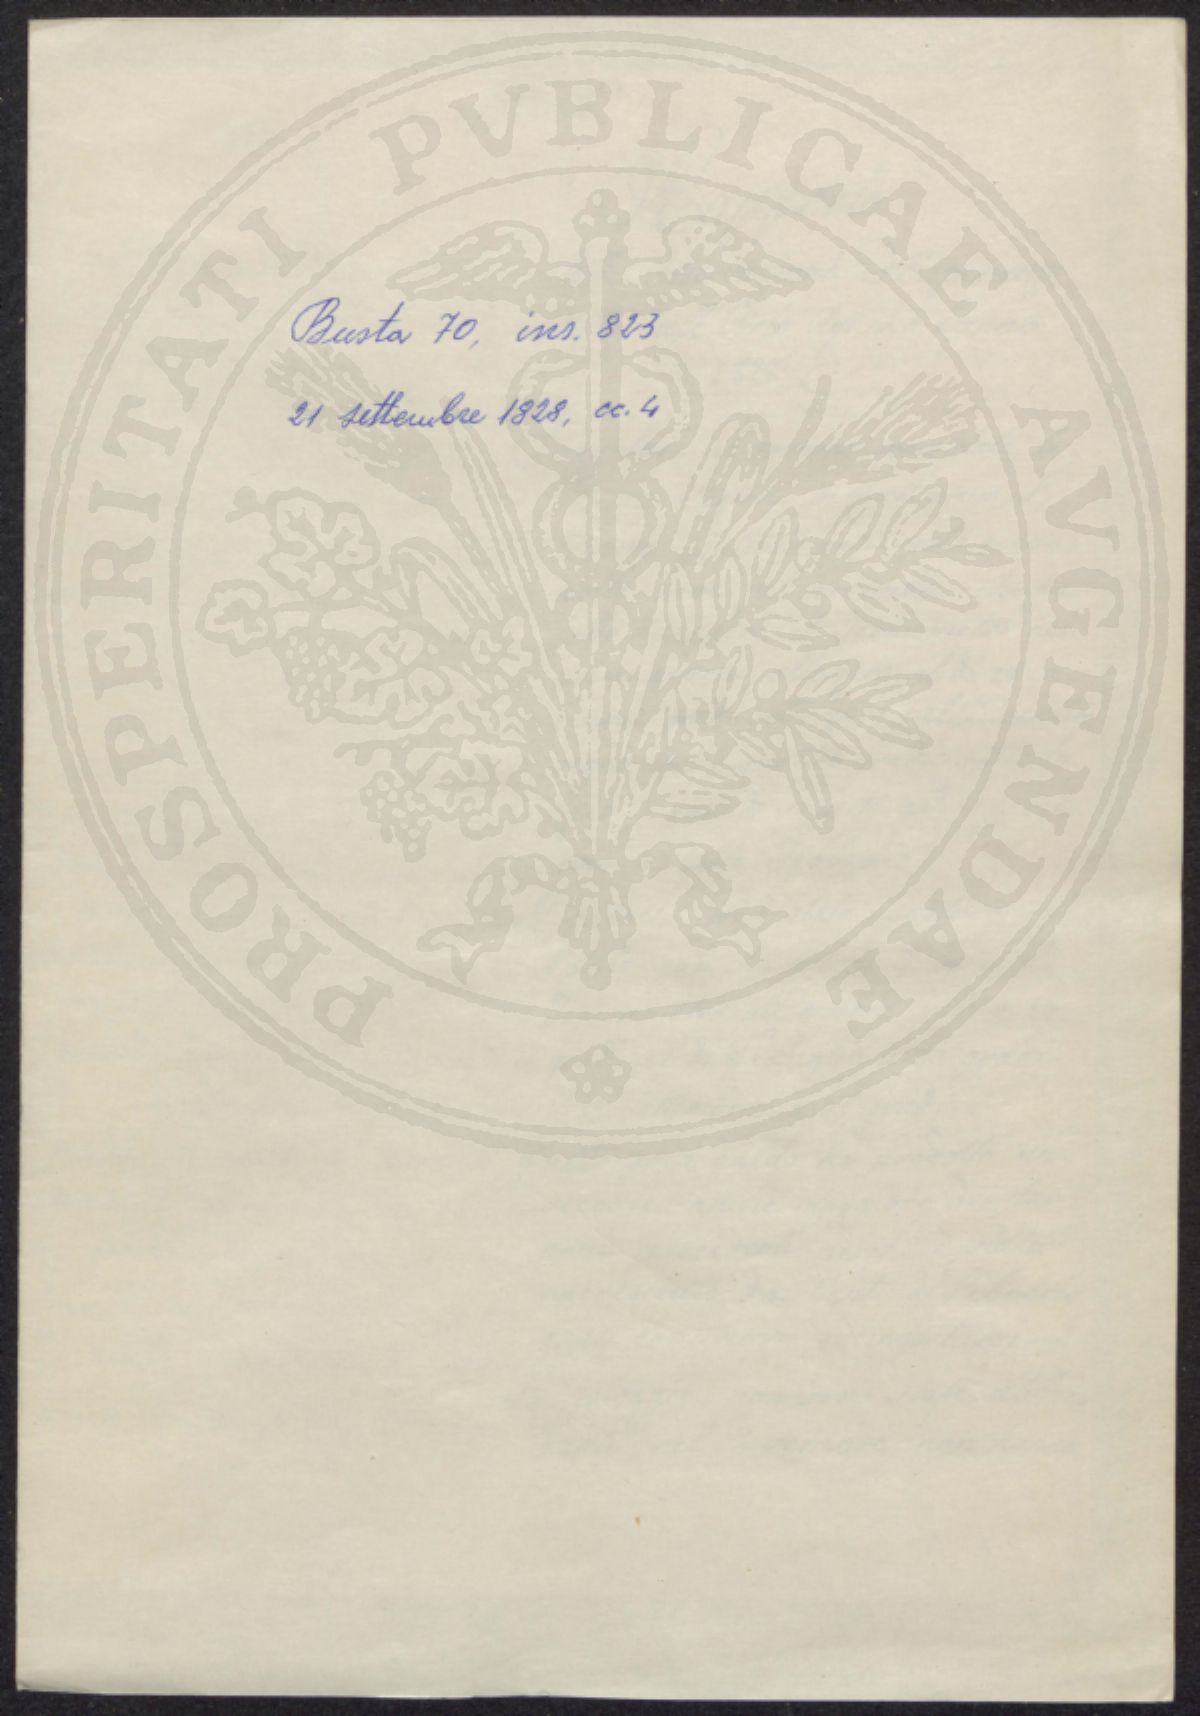 PROSPERITATI PVBLICAE AVGENDAE
Busta 70, ins. 823
21 settembre 1828, cc. 4